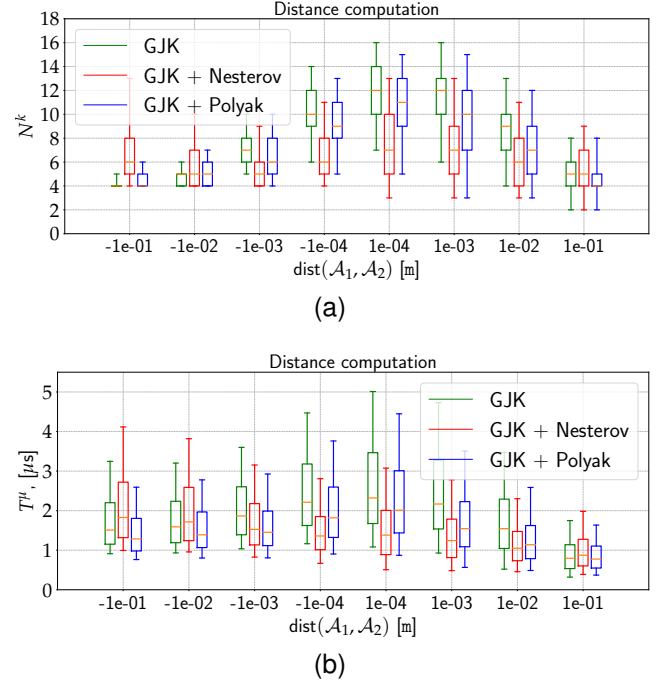 Distance computation
18
16
14
12
10
8
6
4
2
0
N^k
GJK
GJK + Nesterov
GJK + Polyak
-1e-01 -1e-02 -1e-03 -1e-04 1e-04 1e-03 1e-02 1e-01
dist(𝒜₁, 𝒜₂) [m]
(a)
Distance computation
5
4
3
2
1
0
T^μ, [μs]
GJK
GJK + Nesterov
GJK + Polyak
-1e-01 -1e-02 -1e-03 -1e-04 1e-04 1e-03 1e-02 1e-01
dist(𝒜₁, 𝒜₂) [m]
(b)